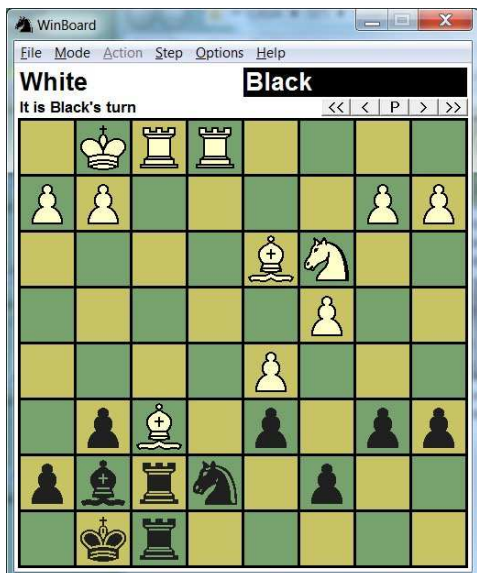 WinBoard
File Mode Action Step Options Help
White Black
It is Black's turn << < P > >>